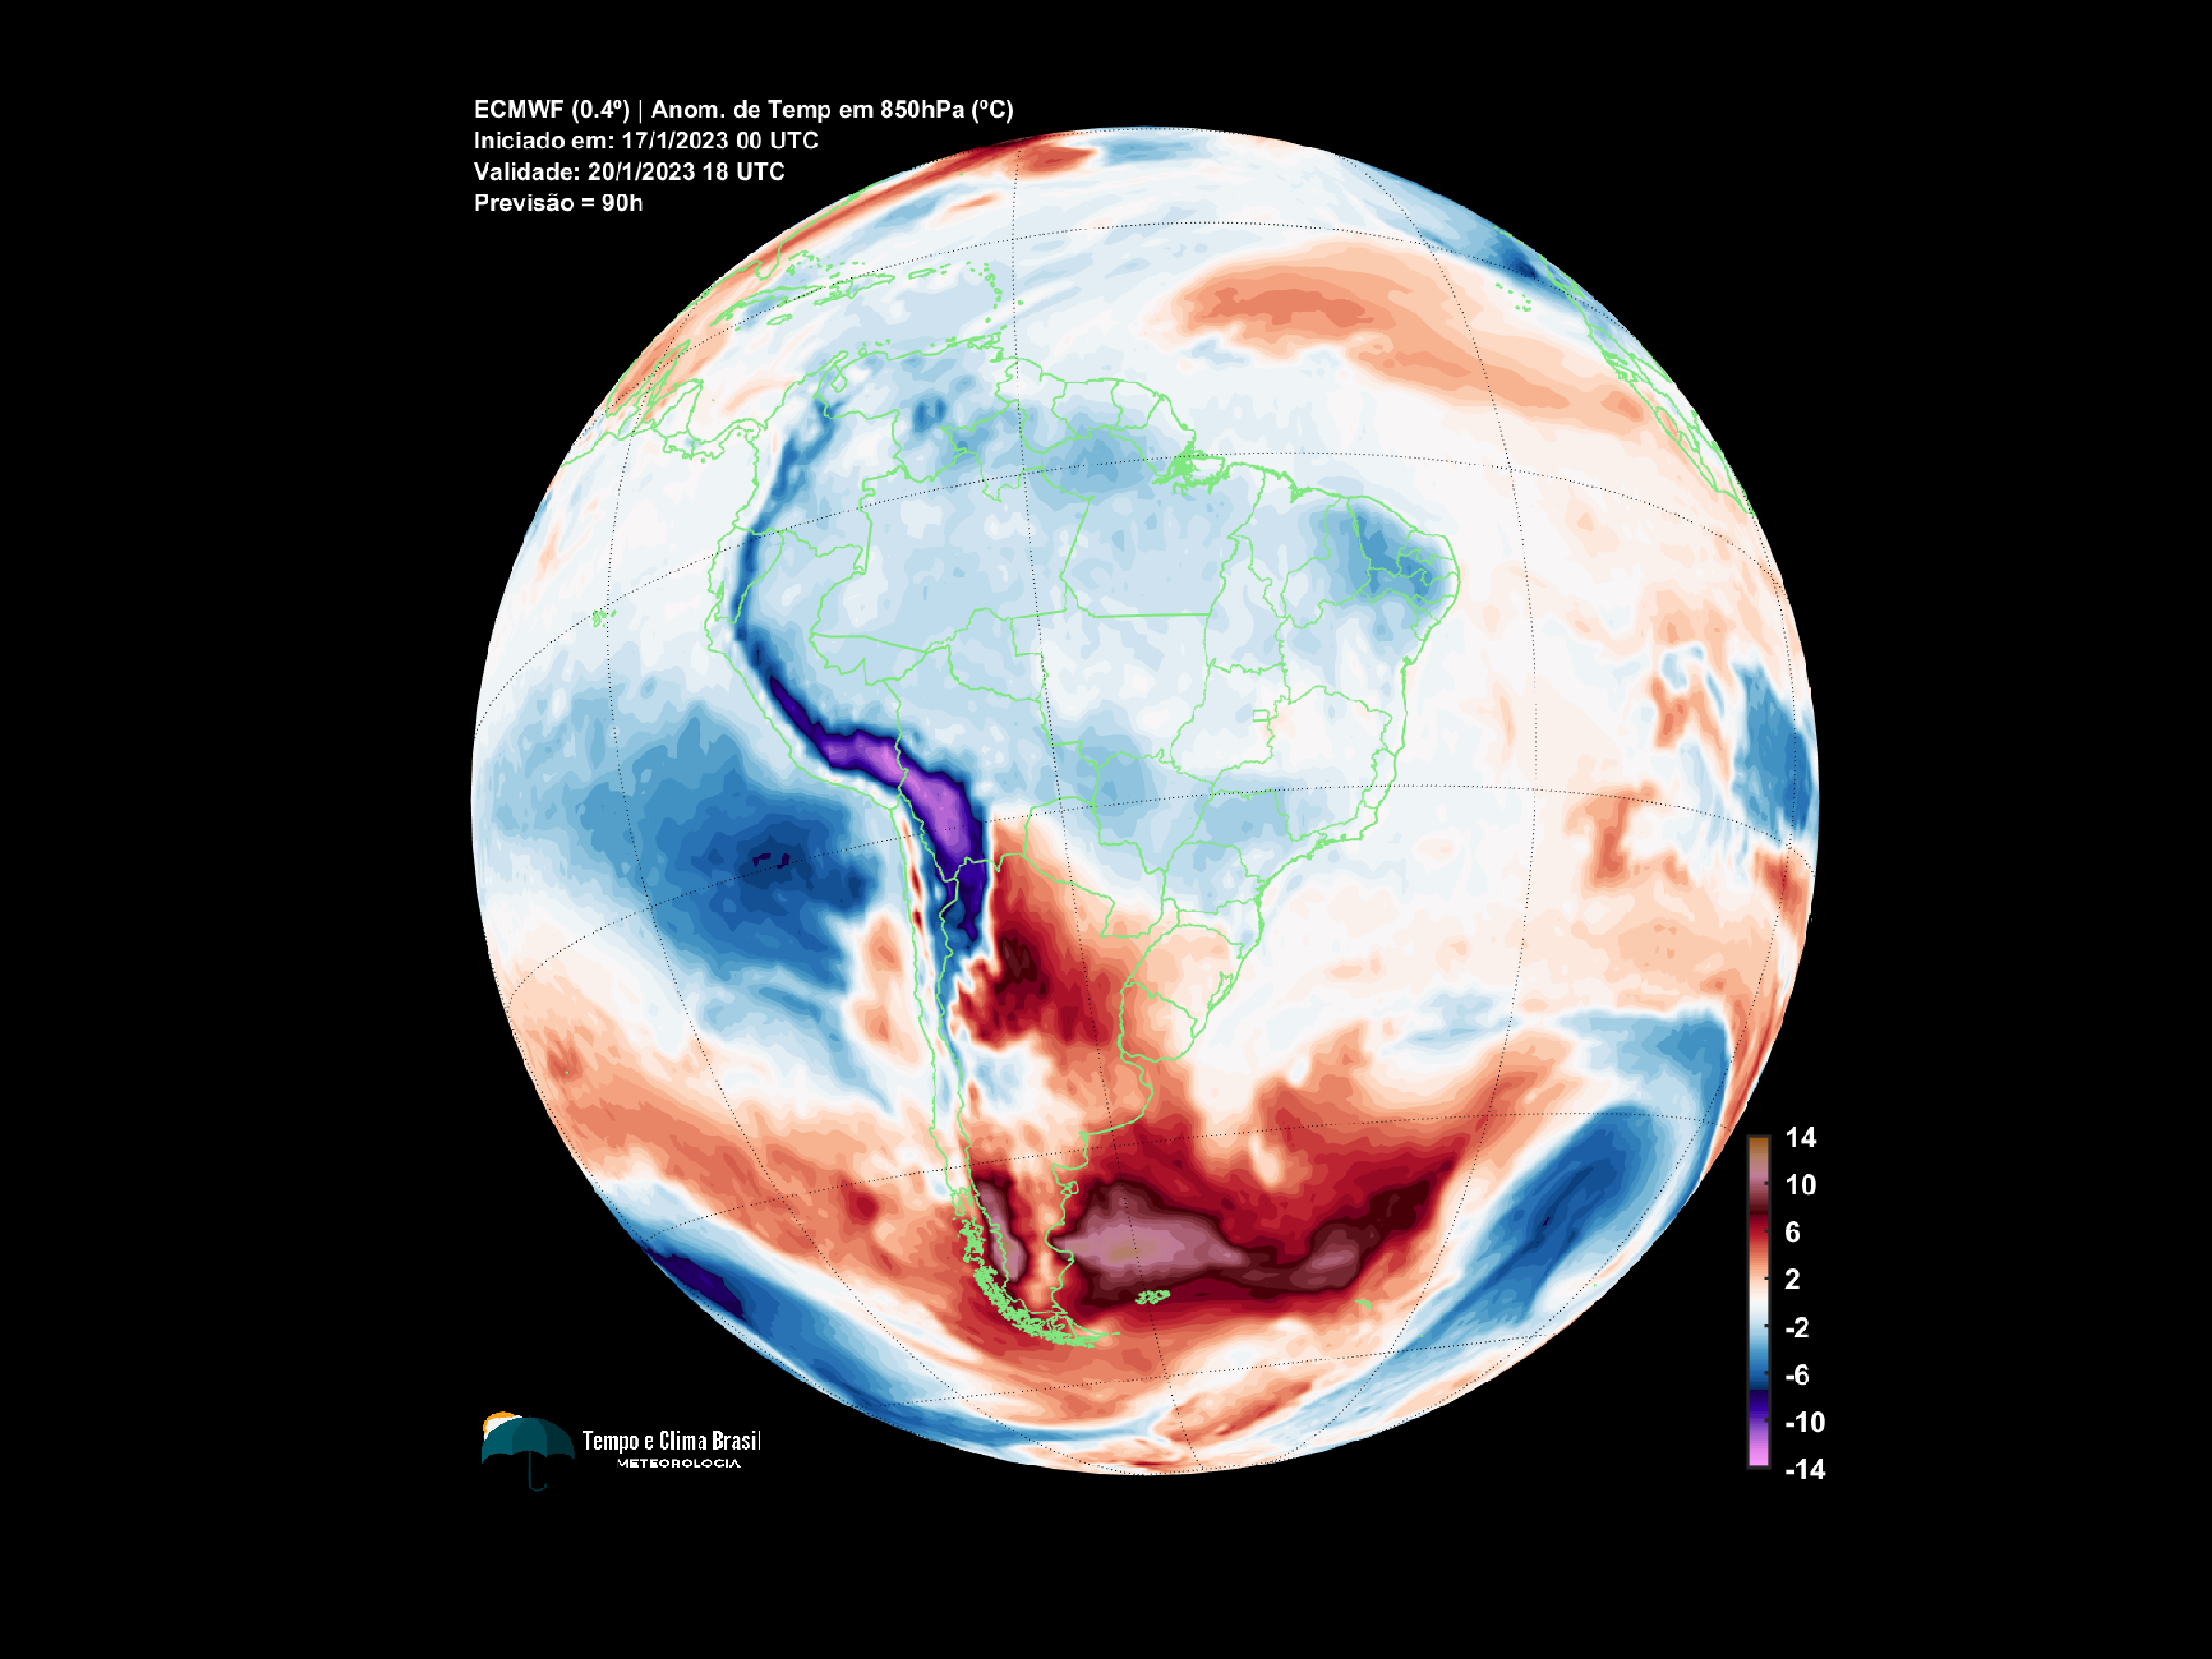 ECMWF (0.4º) | Anom. de Temp em 850hPa (ºC)
Iniciado em: 17/1/2023 00 UTC
Validade: 20/1/2023 18 UTC
Previsão = 90h
14
10
6
2
-2
-6
-10
-14
Tempo e Clima Brasil
METEOROLOGIA